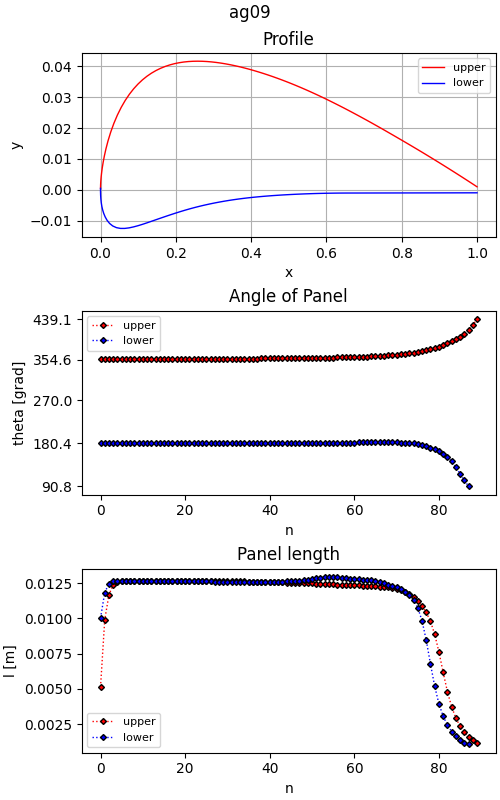 ag09
Profile
0.04
0.03
0.02
0.01
0.00
−0.01
y
upper
lower
0.0 0.2 0.4 0.6 0.8 1.0
x
Angle of Panel
439.1
354.6
270.0
180.4
90.8
theta [grad]
upper
lower
0 20 40 60 80
n
Panel length
0.0125
0.0100
0.0075
0.0050
0.0025
l [m]
upper
lower
0 20 40 60 80
n